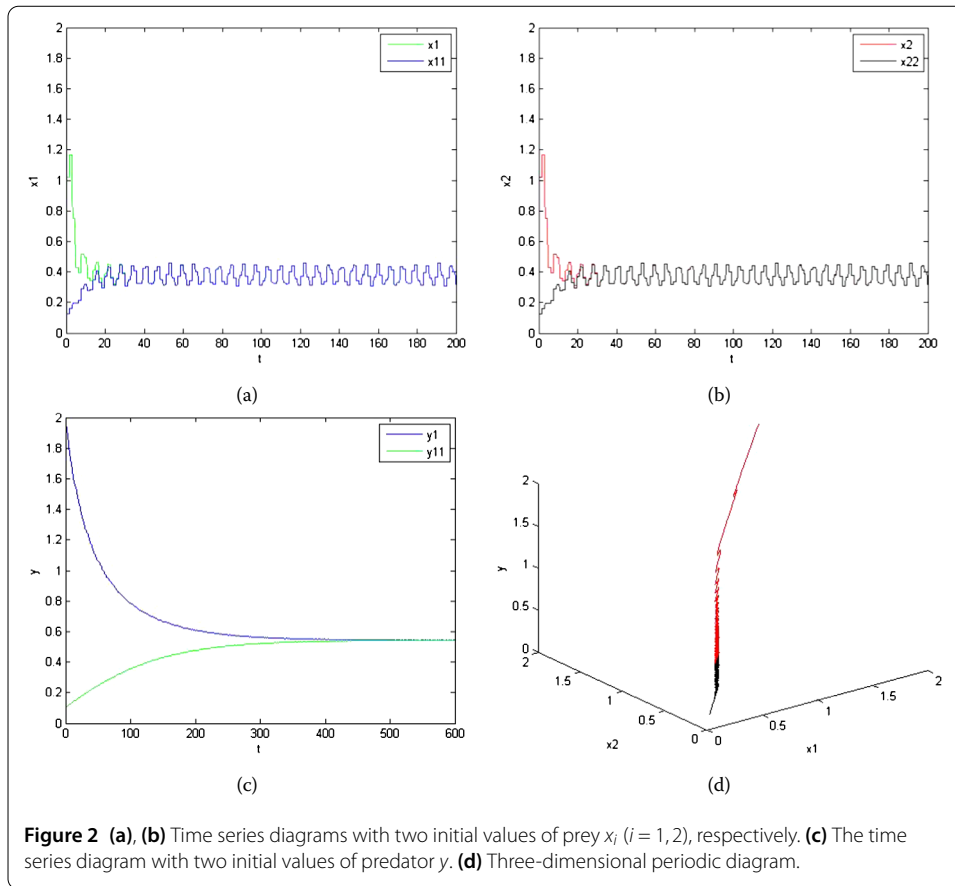 2
1.8
1.6
1.4
1.2
1
0.8
0.6
0.4
0.2
0
x1
x1
x11
0 20 40 60 80 100 120 140 160 180 200
t
(a)
2
1.8
1.6
1.4
1.2
1
0.8
0.6
0.4
0.2
0
x2
x2
x22
0 20 40 60 80 100 120 140 160 180 200
t
(b)
2
1.8
1.6
1.4
1.2
1
0.8
0.6
0.4
0.2
0
y
y1
y11
0 100 200 300 400 500 600
t
(c)
2
1.5
1
0.5
0
y
2
1.5
1
0.5
0
x2
0
0.5
1
1.5
2
x1
(d)
Figure 2 (a), (b) Time series diagrams with two initial values of prey xᵢ (i = 1, 2), respectively. (c) The time
series diagram with two initial values of predator y. (d) Three-dimensional periodic diagram.